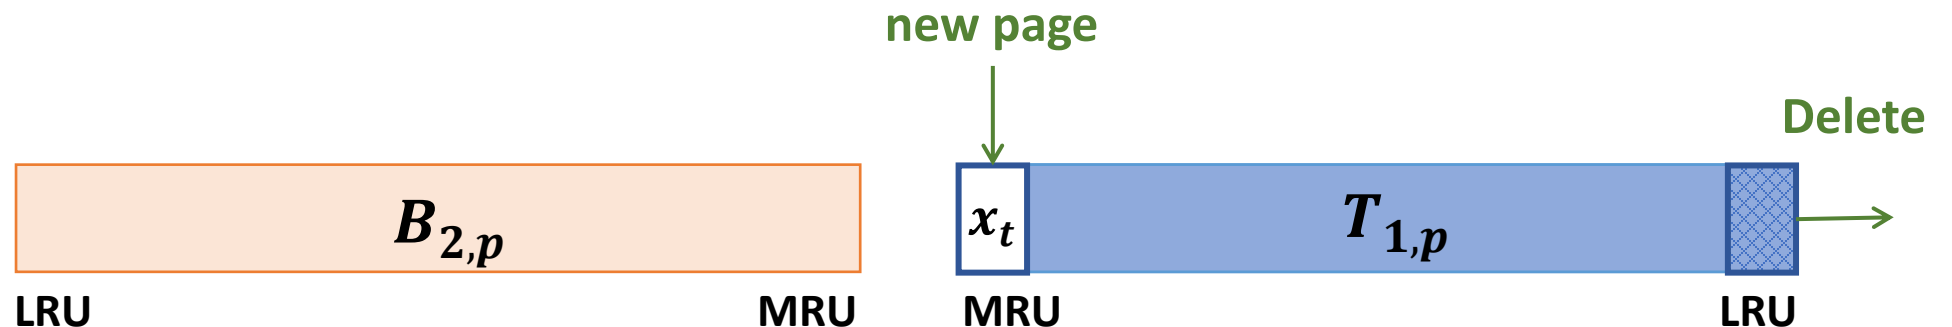 new page
Delete
B₂,ₚ
xₜ
T₁,ₚ
LRU
MRU
MRU
LRU